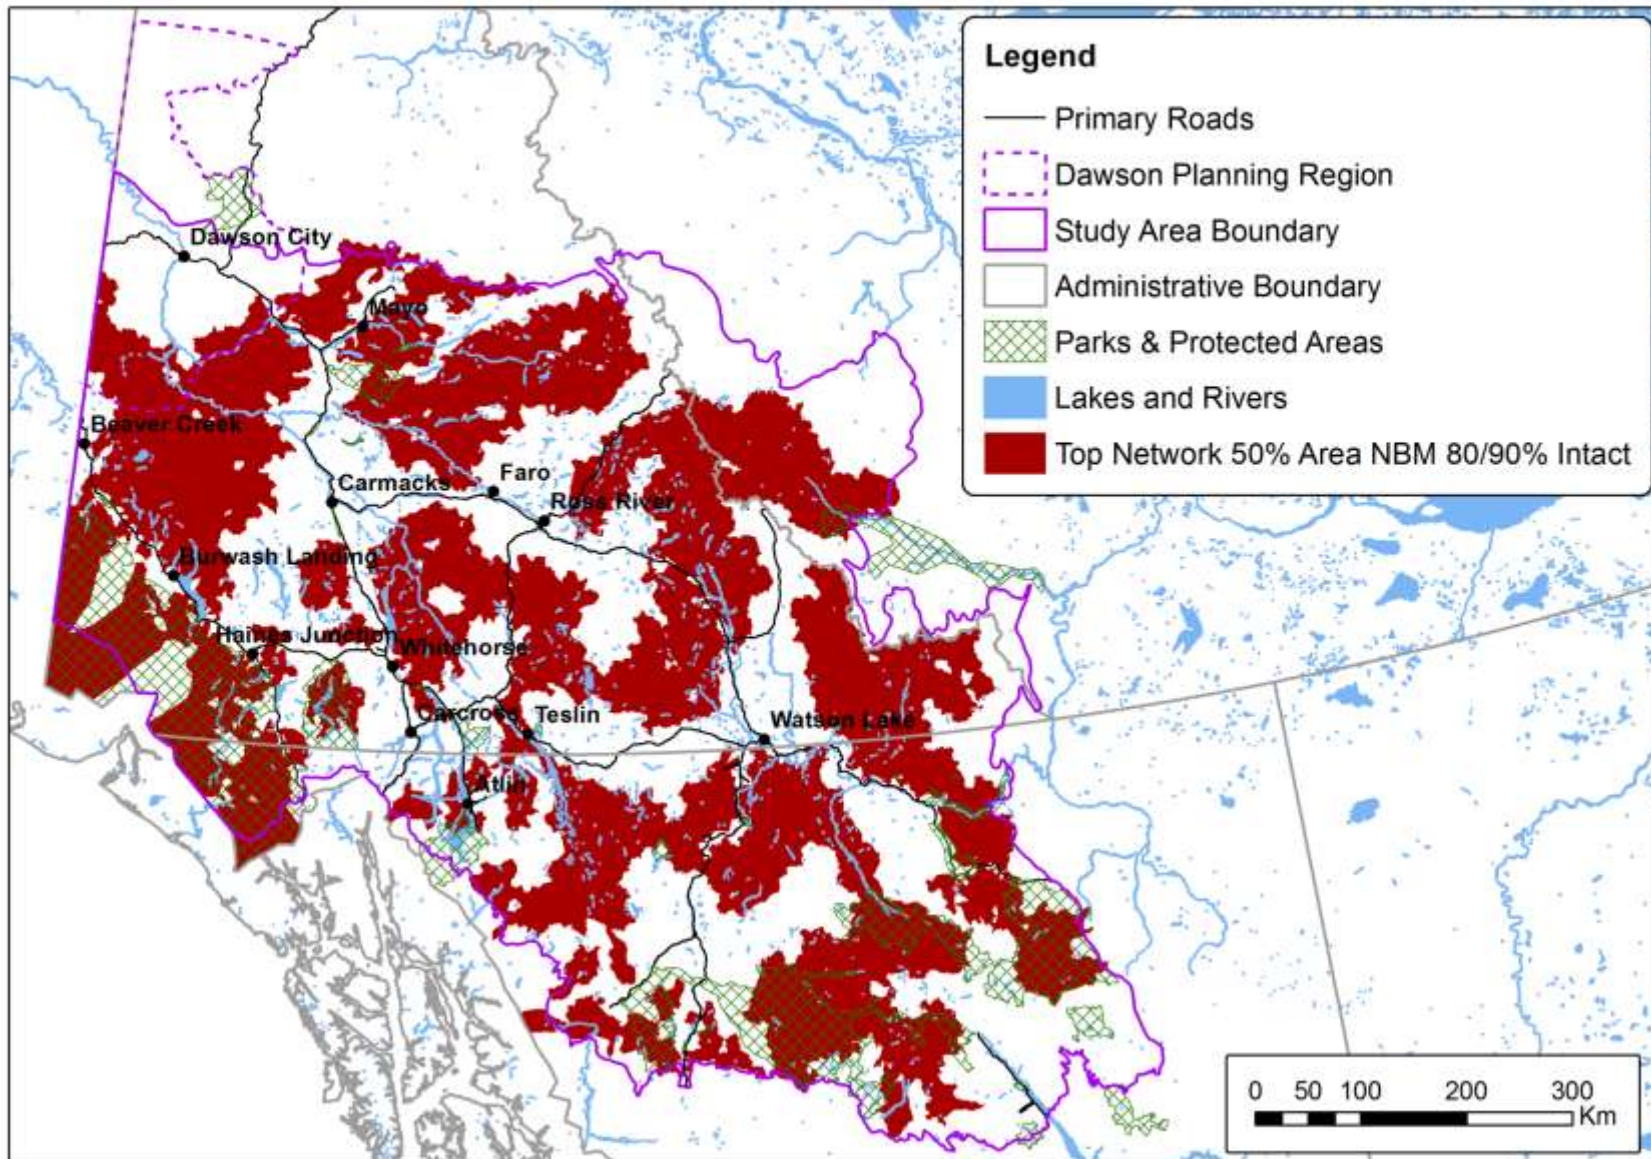 Legend
Primary Roads
Dawson Planning Region
Study Area Boundary
Administrative Boundary
Parks & Protected Areas
Lakes and Rivers
Top Network 50% Area NBM 80/90% Intact
Dawson City
Mayo
Beaver Creek
Carmacks
Faro
Ross River
Burwash Landing
Haines Junction
Whitehorse
Carcross
Teslin
Watson Lake
Atlin
0 50 100 200 300
Km